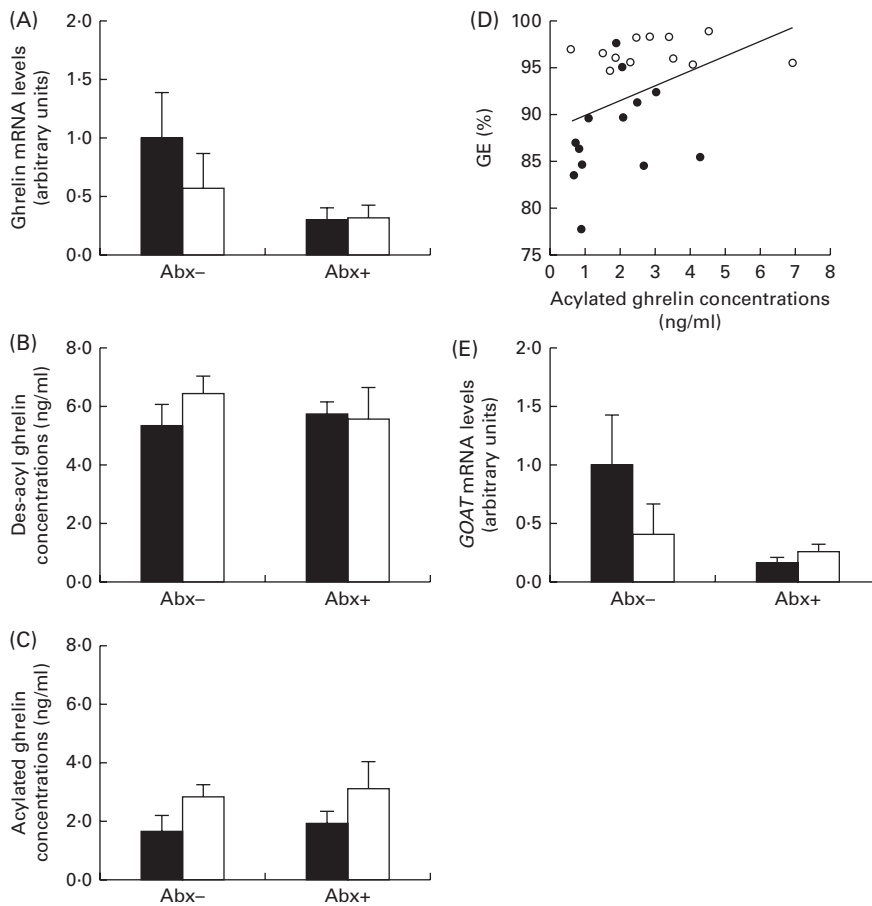 (A)
Ghrelin mRNA levels
(arbitrary units)
2·0
1·5
1·0
0·5
0·0
Abx–
Abx+
(B)
Des-acyl ghrelin
concentrations (ng/ml)
8·0
6·0
4·0
2·0
0·0
Abx–
Abx+
(C)
Acylated ghrelin
concentrations (ng/ml)
8·0
6·0
4·0
2·0
0·0
Abx–
Abx+
(D)
GE (%)
100
95
90
85
80
75
0 1 2 3 4 5 6 7 8
Acylated ghrelin concentrations
(ng/ml)
(E)
GOAT mRNA levels
(arbitrary units)
2·0
1·5
1·0
0·5
0·0
Abx–
Abx+